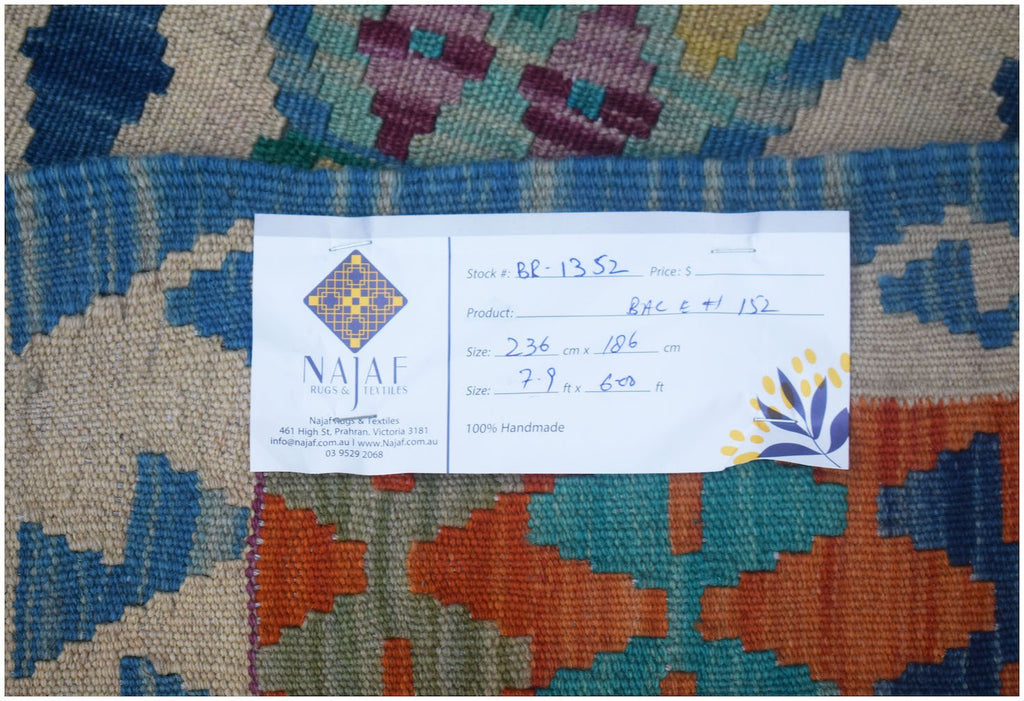 NAJAF
RUGS & TEXTILES
Najaf Rugs & Textiles
461 High St, Prahran, Victoria 3181
info@najaf.com.au | www.Najaf.com.au
03 9529 2068
Stock #: BR-1352 Price: $
Product: 152
Size: 236 cm x 186 cm
Size: 7.9 ft x 6.00 ft
100% Handmade